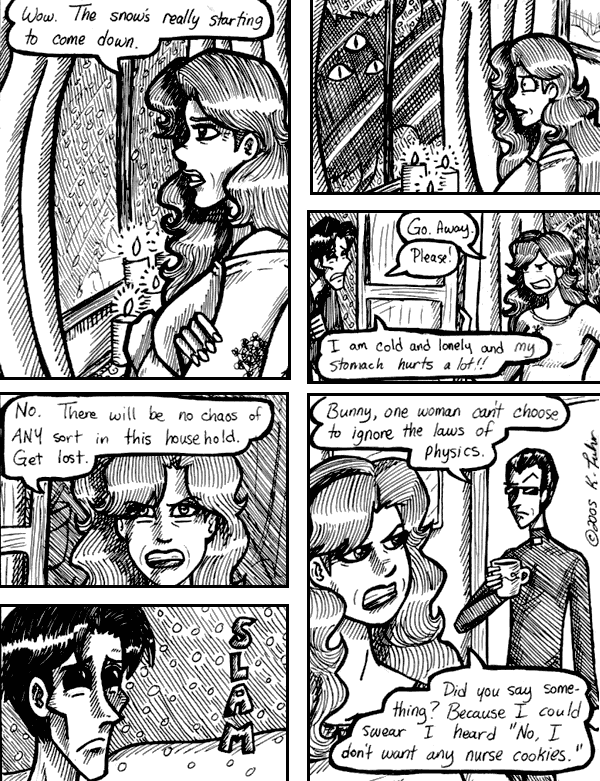 Wow. The snow's really starting
to come down.
Go. Away.
Please!
I am cold and lonely and my
stomach hurts a lot!!
No. There will be no chaos of
ANY sort in this household.
Get lost.
SLAM
Bunny, one woman can't choose
to ignore the laws of
physics.
Did you say some-
thing? Because I could
swear I heard "No, I
don't want any nurse cookies."